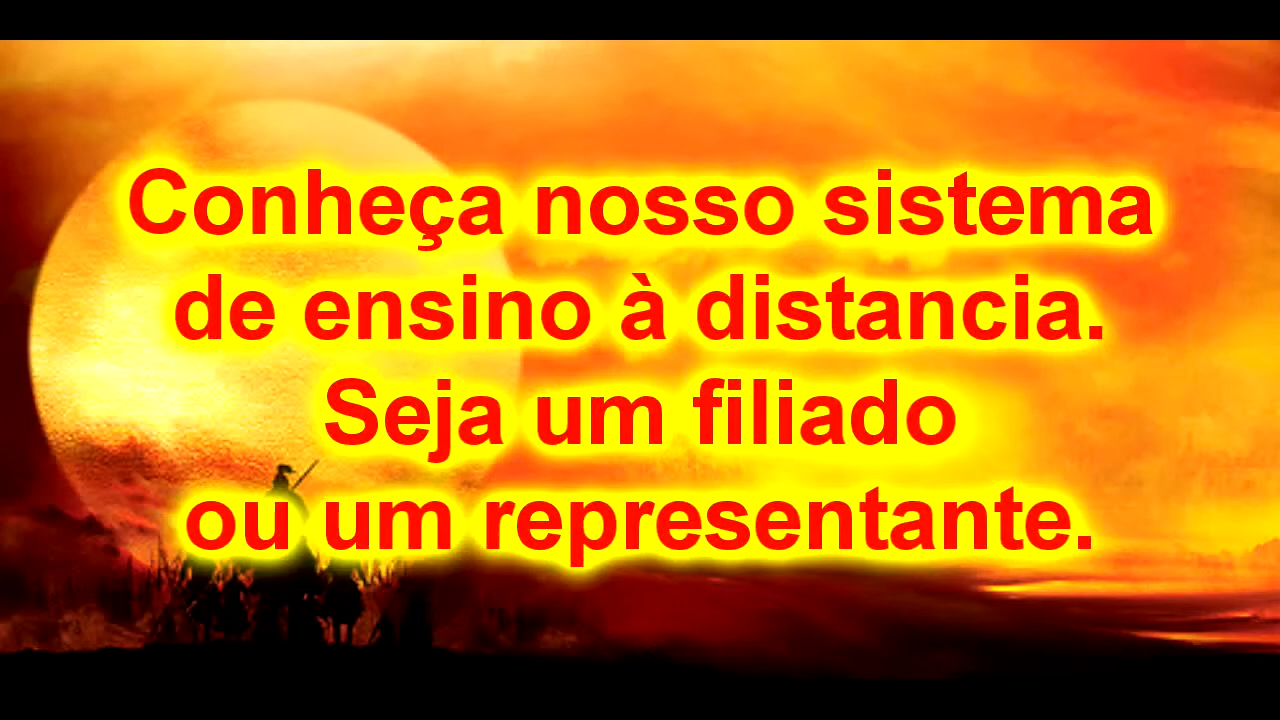 Conheça nosso sistema
de ensino à distancia.
Seja um filiado
ou um representante.